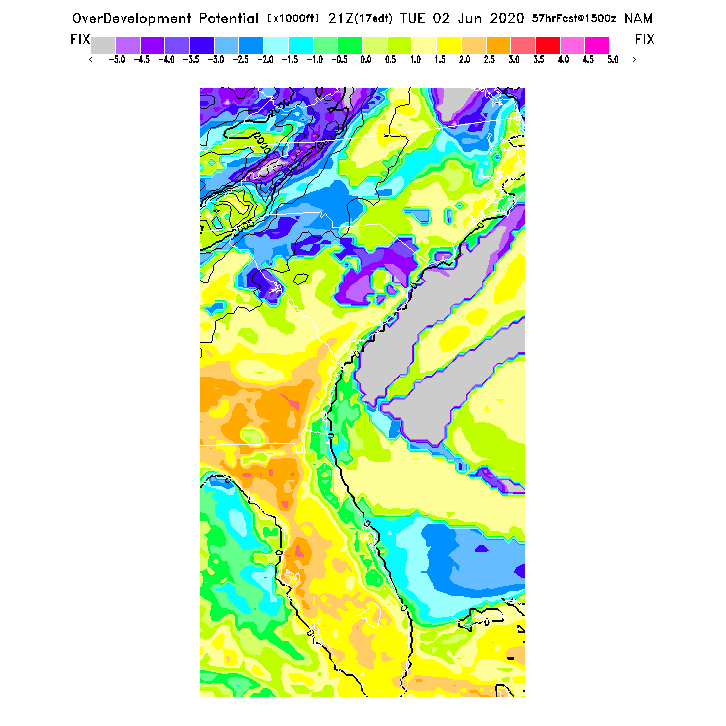 OverDevelopment Potential [x1000ft] 21Z(17edt) TUE 02 Jun 2020 57hrFcst@1500z NAM
FIX FIX
< -5.0 -4.5 -4.0 -3.5 -3.0 -2.5 -2.0 -1.5 -1.0 -0.5 0.0 0.5 1.0 1.5 2.0 2.5 3.0 3.5 4.0 4.5 5.0 >